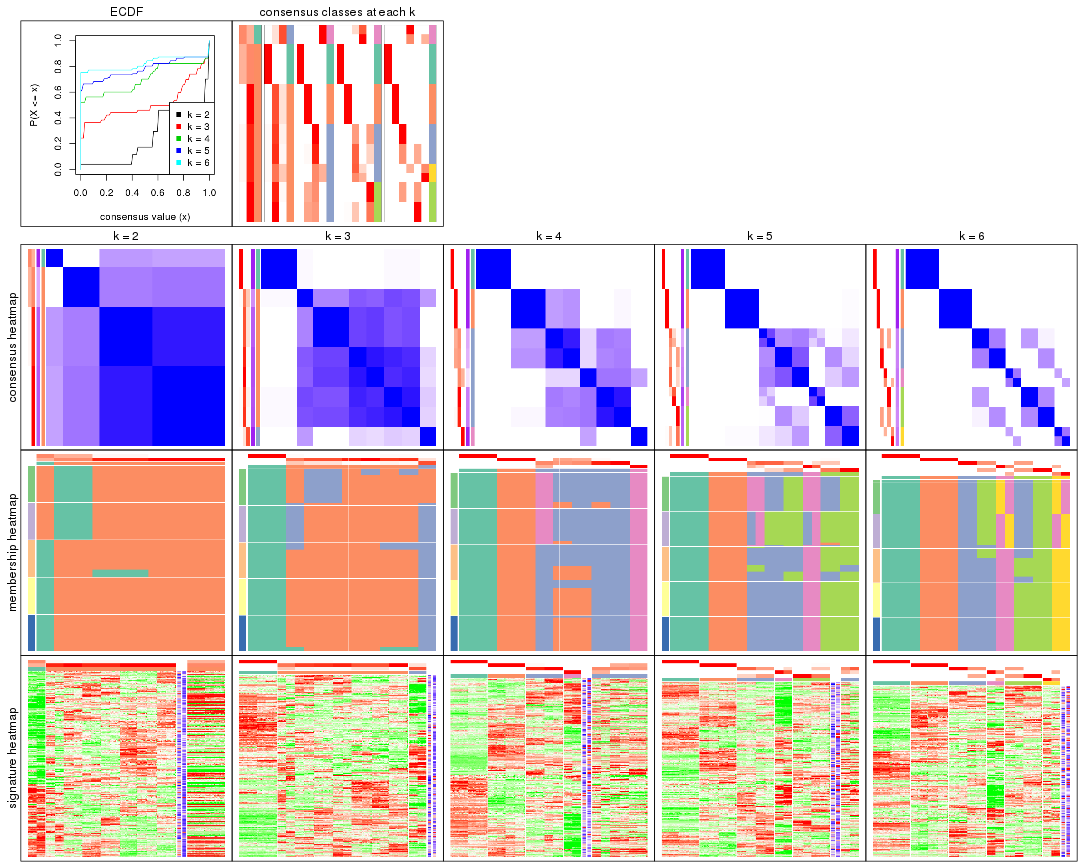 ECDF
consensus classes at each k
P(X <= x)
0.0 0.2 0.4 0.6 0.8 1.0
k = 2
k = 3
k = 4
k = 5
k = 6
0.0 0.2 0.4 0.6 0.8 1.0
consensus value (x)
k = 2
k = 3
k = 4
k = 5
k = 6
consensus heatmap
membership heatmap
signature heatmap